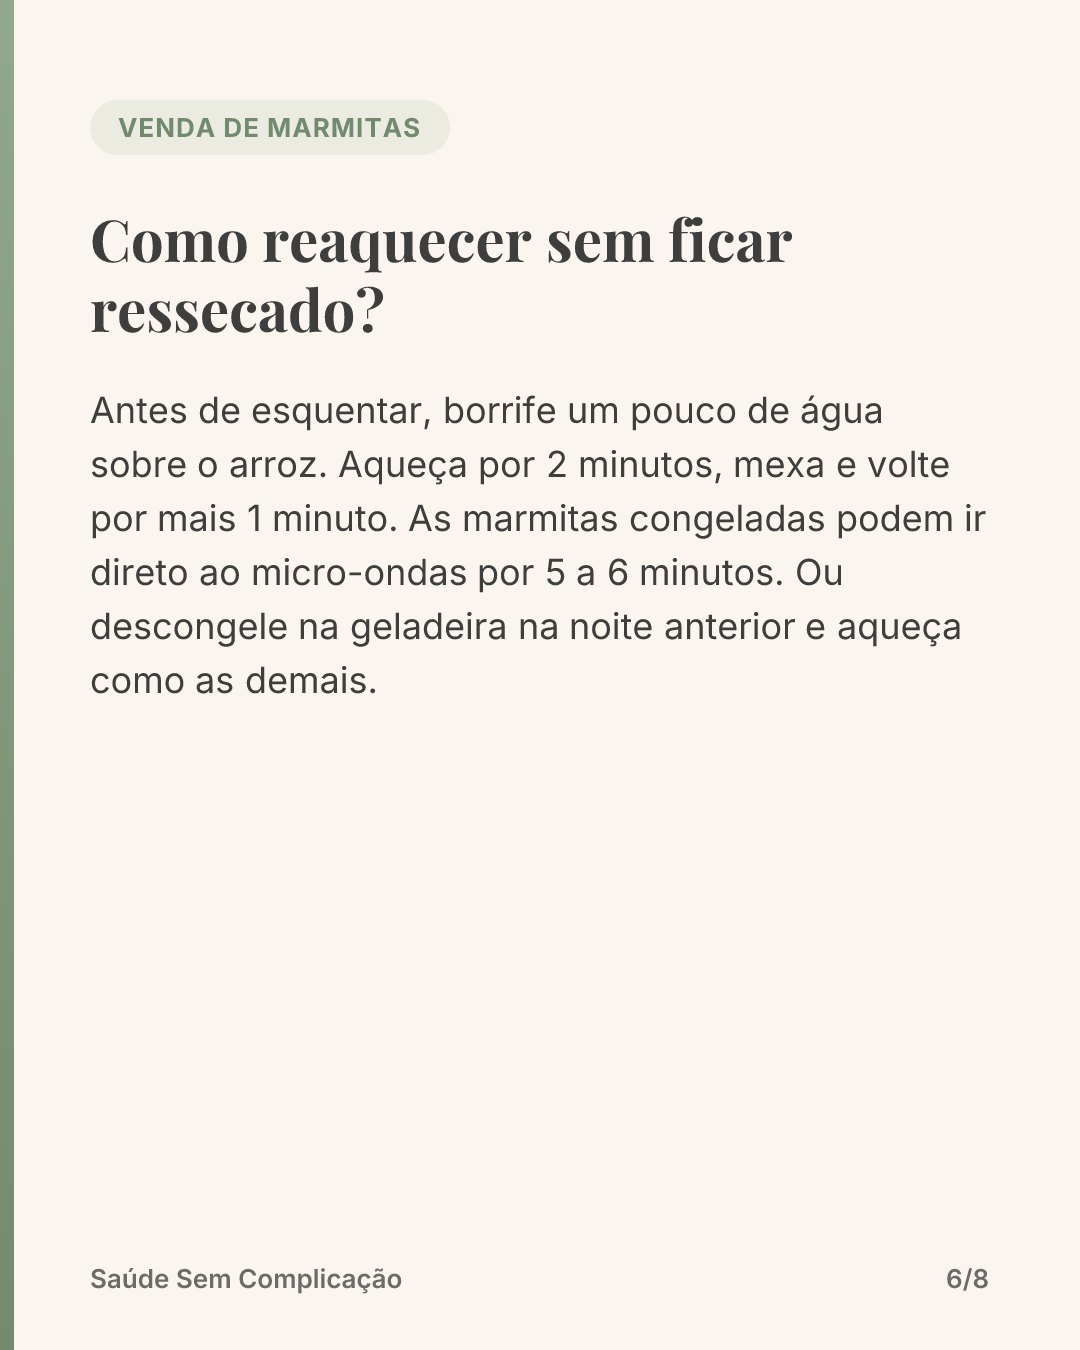 VENDA DE MARMITAS
Como reaquecer sem ficar
ressecado?
Antes de esquentar, borrife um pouco de água
sobre o arroz. Aqueça por 2 minutos, mexa e volte
por mais 1 minuto. As marmitas congeladas podem ir
direto ao micro-ondas por 5 a 6 minutos. Ou
descongele na geladeira na noite anterior e aqueça
como as demais.
Saúde Sem Complicação
6/8